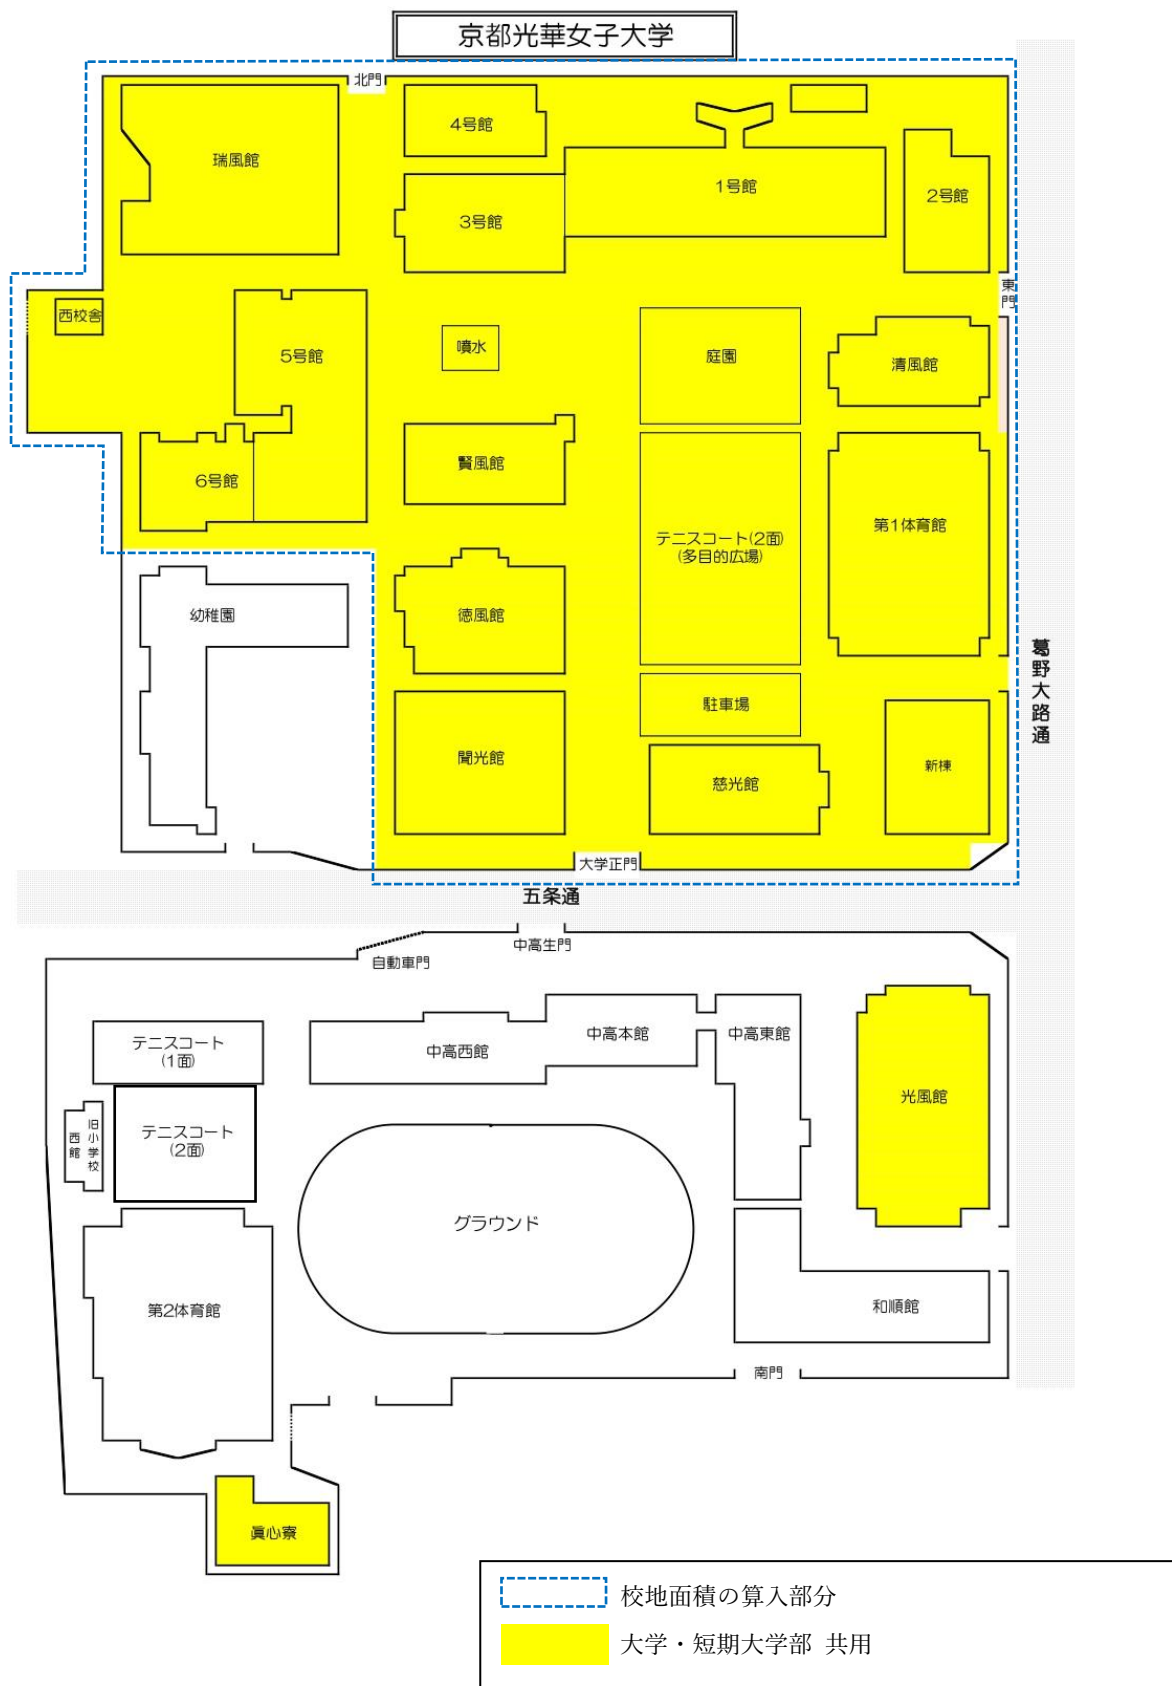 京都光華女子大学
北門
4号館
瑞風館
1号館
2号館
3号館
東門
西校舎
5号館
噴水
庭園
清風館
賢風館
6号館
第1体育館
テニスコート(2面)
(多目的広場)
幼稚園
徳風館
葛野大路通
駐車場
聞光館
新棟
慈光館
大学正門
五条通
中高生門
自動車門
テニスコート
(1面)
中高西館
中高本館
中高東館
光風館
旧小学校
西館
テニスコート
(2面)
グラウンド
第2体育館
和順館
南門
眞心寮
校地面積の算入部分
大学・短期大学部 共用